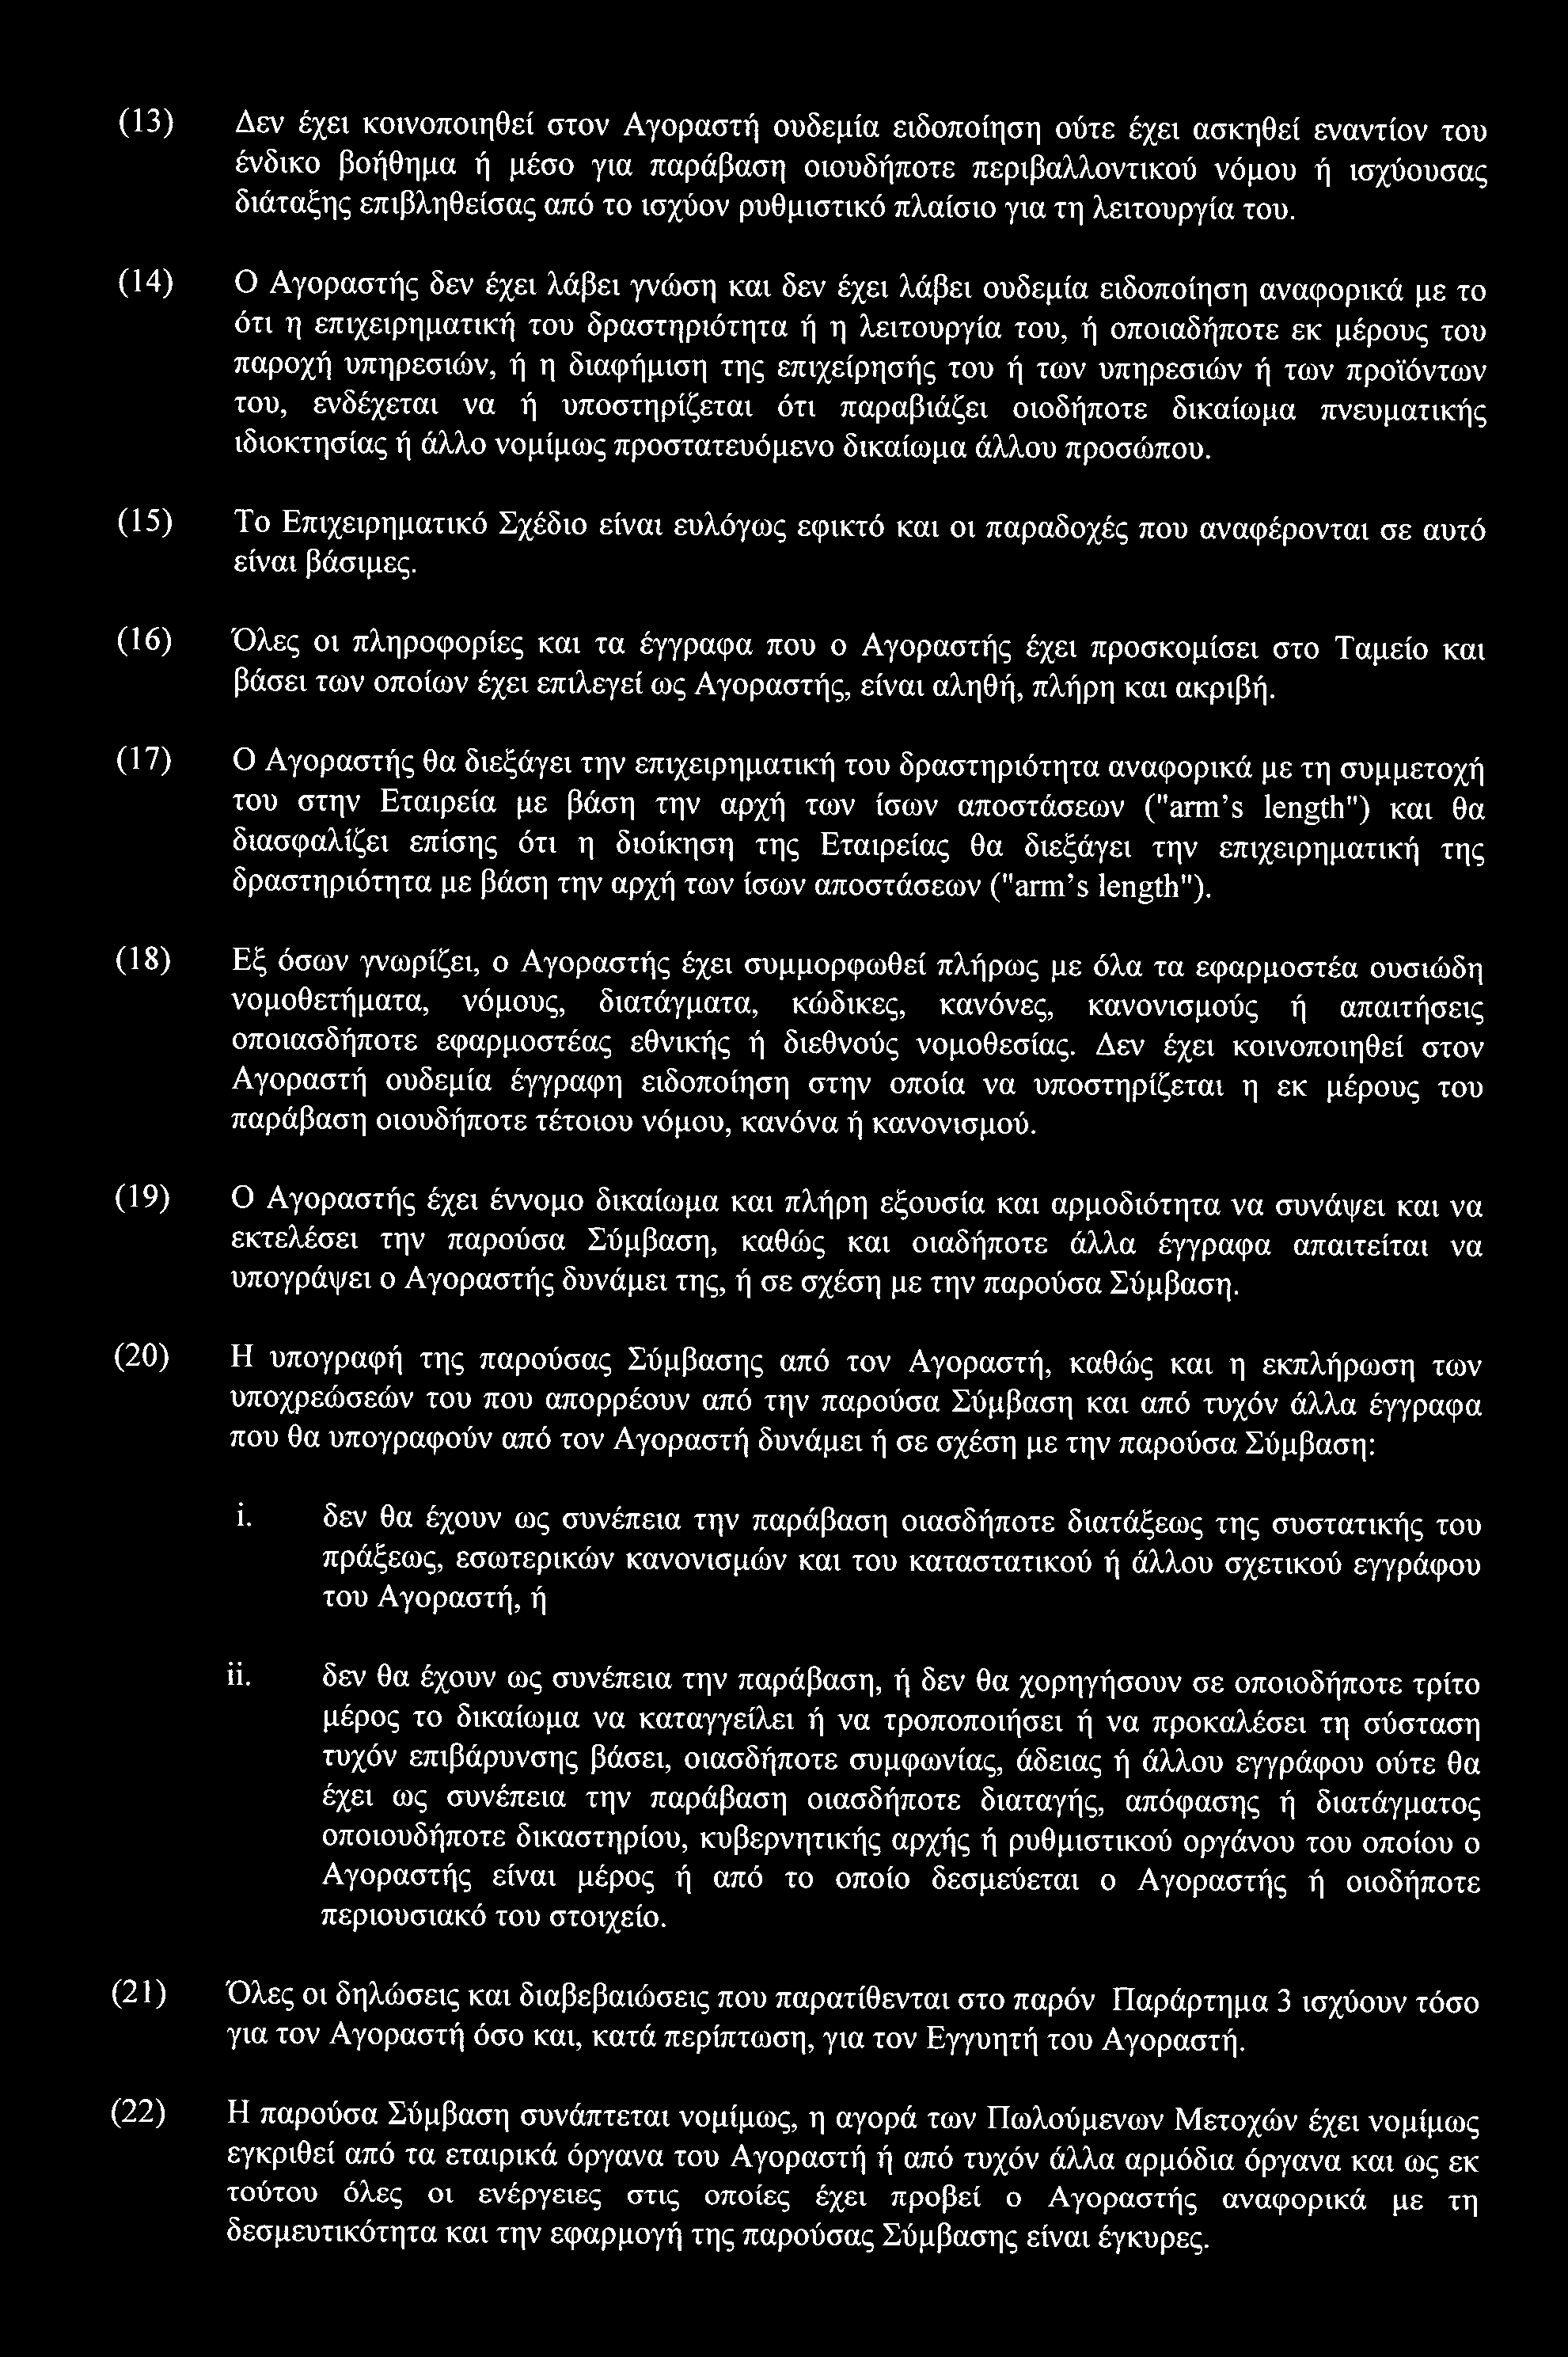 (13) Δεν έχει κοινοποιηθεί στον Αγοραστή ουδεμία ειδοποίηση ούτε έχει ασκηθεί εναντίον του
ένδικο βοήθημα ή μέσο για παράβαση οιουδήποτε περιβαλλοντικού νόμου ή ισχύουσας
διάταξης επιβληθείσας από το ισχύον ρυθμιστικό πλαίσιο για τη λειτουργία του.
(14) Ο Αγοραστής δεν έχει λάβει γνώση και δεν έχει λάβει ουδεμία ειδοποίηση αναφορικά με το
ότι η επιχειρηματική του δραστηριότητα ή η λειτουργία του, ή οποιαδήποτε εκ μέρους του
παροχή υπηρεσιών, ή η διαφήμιση της επιχείρησής του ή των υπηρεσιών ή των προϊόντων
του, ενδέχεται να ή υποστηρίζεται ότι παραβιάζει οιοδήποτε δικαίωμα πνευματικής
ιδιοκτησίας ή άλλο νομίμως προστατευόμενο δικαίωμα άλλου προσώπου.
(15) Το Επιχειρηματικό Σχέδιο είναι ευλόγως εφικτό και οι παραδοχές που αναφέρονται σε αυτό
είναι βάσιμες.
(16) Όλες οι πληροφορίες και τα έγγραφα που ο Αγοραστής έχει προσκομίσει στο Ταμείο και
βάσει των οποίων έχει επιλεγεί ως Αγοραστής, είναι αληθή, πλήρη και ακριβή.
(17) Ο Αγοραστής θα διεξάγει την επιχειρηματική του δραστηριότητα αναφορικά με τη συμμετοχή
του στην Εταιρεία με βάση την αρχή των ίσων αποστάσεων ("arm’s length") και θα
διασφαλίζει επίσης ότι η διοίκηση της Εταιρείας θα διεξάγει την επιχειρηματική της
δραστηριότητα με βάση την αρχή των ίσων αποστάσεων ("arm’s length").
(18) Εξ όσων γνωρίζει, ο Αγοραστής έχει συμμορφωθεί πλήρως με όλα τα εφαρμοστέα ουσιώδη
νομοθετήματα, νόμους, διατάγματα, κώδικες, κανόνες, κανονισμούς ή απαιτήσεις
οποιασδήποτε εφαρμοστέας εθνικής ή διεθνούς νομοθεσίας. Δεν έχει κοινοποιηθεί στον
Αγοραστή ουδεμία έγγραφη ειδοποίηση στην οποία να υποστηρίζεται η εκ μέρους του
παράβαση οιουδήποτε τέτοιου νόμου, κανόνα ή κανονισμού.
(19) Ο Αγοραστής έχει έννομο δικαίωμα και πλήρη εξουσία και αρμοδιότητα να συνάψει και να
εκτελέσει την παρούσα Σύμβαση, καθώς και οιαδήποτε άλλα έγγραφα απαιτείται να
υπογράψει ο Αγοραστής δυνάμει της, ή σε σχέση με την παρούσα Σύμβαση.
(20) Η υπογραφή της παρούσας Σύμβασης από τον Αγοραστή, καθώς και η εκπλήρωση των
υποχρεώσεών του που απορρέουν από την παρούσα Σύμβαση και από τυχόν άλλα έγγραφα
που θα υπογραφούν από τον Αγοραστή δυνάμει ή σε σχέση με την παρούσα Σύμβαση:
i. δεν θα έχουν ως συνέπεια την παράβαση οιασδήποτε διατάξεως της συστατικής του
πράξεως, εσωτερικών κανονισμών και του καταστατικού ή άλλου σχετικού εγγράφου
του Αγοραστή, ή
ii. δεν θα έχουν ως συνέπεια την παράβαση, ή δεν θα χορηγήσουν σε οποιοδήποτε τρίτο
μέρος το δικαίωμα να καταγγείλει ή να τροποποιήσει ή να προκαλέσει τη σύσταση
τυχόν επιβάρυνσης βάσει, οιασδήποτε συμφωνίας, άδειας ή άλλου εγγράφου ούτε θα
έχει ως συνέπεια την παράβαση οιασδήποτε διαταγής, απόφασης ή διατάγματος
οποιουδήποτε δικαστηρίου, κυβερνητικής αρχής ή ρυθμιστικού οργάνου του οποίου ο
Αγοραστής είναι μέρος ή από το οποίο δεσμεύεται ο Αγοραστής ή οιοδήποτε
περιουσιακό του στοιχείο.
(21) Όλες οι δηλώσεις και διαβεβαιώσεις που παρατίθενται στο παρόν Παράρτημα 3 ισχύουν τόσο
για τον Αγοραστή όσο και, κατά περίπτωση, για τον Εγγυητή του Αγοραστή.
(22) Η παρούσα Σύμβαση συνάπτεται νομίμως, η αγορά των Πωλούμενων Μετοχών έχει νομίμως
εγκριθεί από τα εταιρικά όργανα του Αγοραστή ή από τυχόν άλλα αρμόδια όργανα και ως εκ
τούτου όλες οι ενέργειες στις οποίες έχει προβεί ο Αγοραστής αναφορικά με τη
δεσμευτικότητα και την εφαρμογή της παρούσας Σύμβασης είναι έγκυρες.